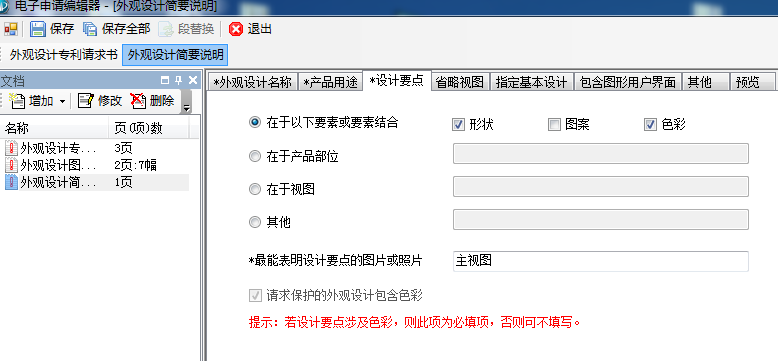 电子申请编辑器 - [外观设计简要说明]
保存 保存全部 段替换 退出
外观设计专利请求书 外观设计简要说明
文档
增加 修改 删除
名称 页(项)数
外观设计专... 3页
外观设计图... 2页:7幅
外观设计简... 1页
*外观设计名称 *产品用途 *设计要点 省略视图 指定基本设计 包含图形用户界面 其他 预览
在于以下要素或要素结合 形状 图案 色彩
在于产品部位
在于视图
其他
*最能表明设计要点的图片或照片 主视图
请求保护的外观设计包含色彩
提示：若设计要点涉及色彩，则此项为必填项，否则可不填写。